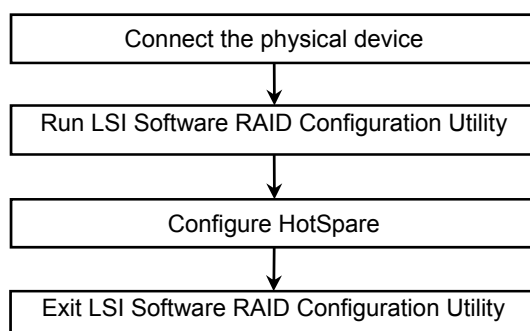 Connect the physical device
Run LSI Software RAID Configuration Utility
Configure HotSpare
Exit LSI Software RAID Configuration Utility